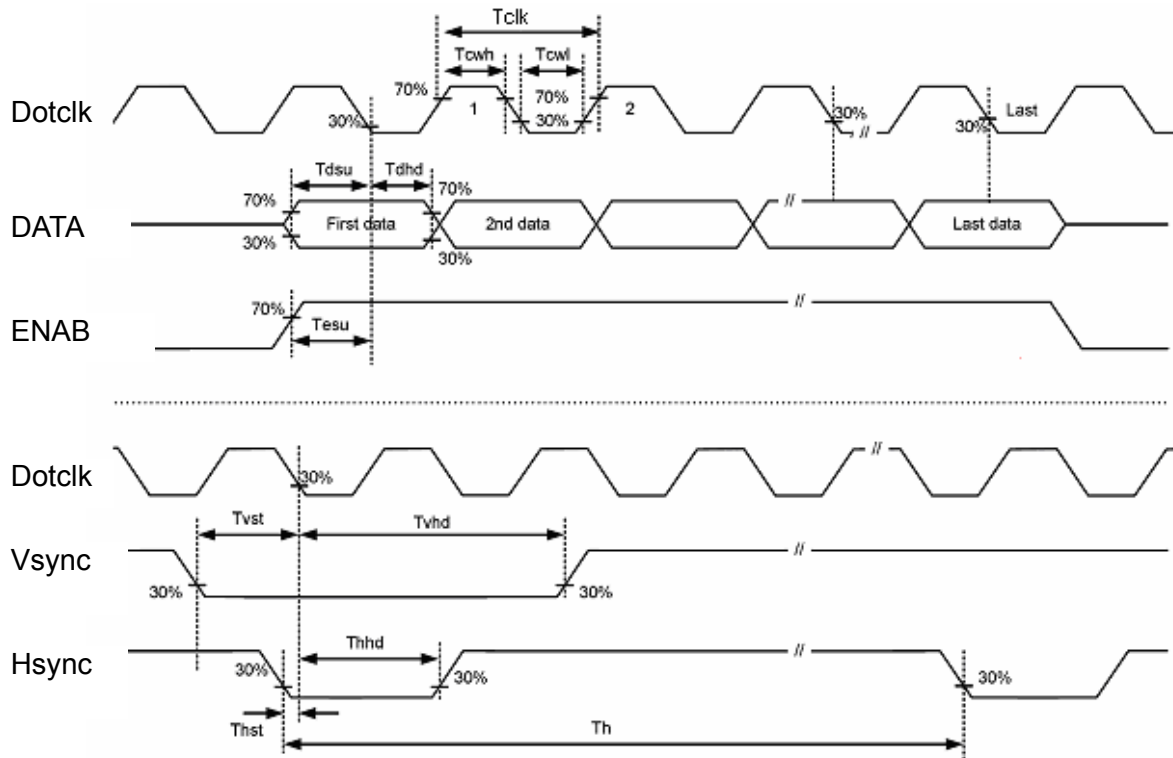 Tclk
Tcwh Tcwl
Dotclk 70% 1 70% 2 30% Last
30% 30% // 30%
Tdsu Tdhd
DATA 70% 70% //
First data 2nd data Last data
30% 30%
ENAB 70% //
Tesu
Dotclk 30% //
Tvst Tvhd
Vsync //
30% 30%
Hsync Thhd //
30% 30% 30%
Thst Th